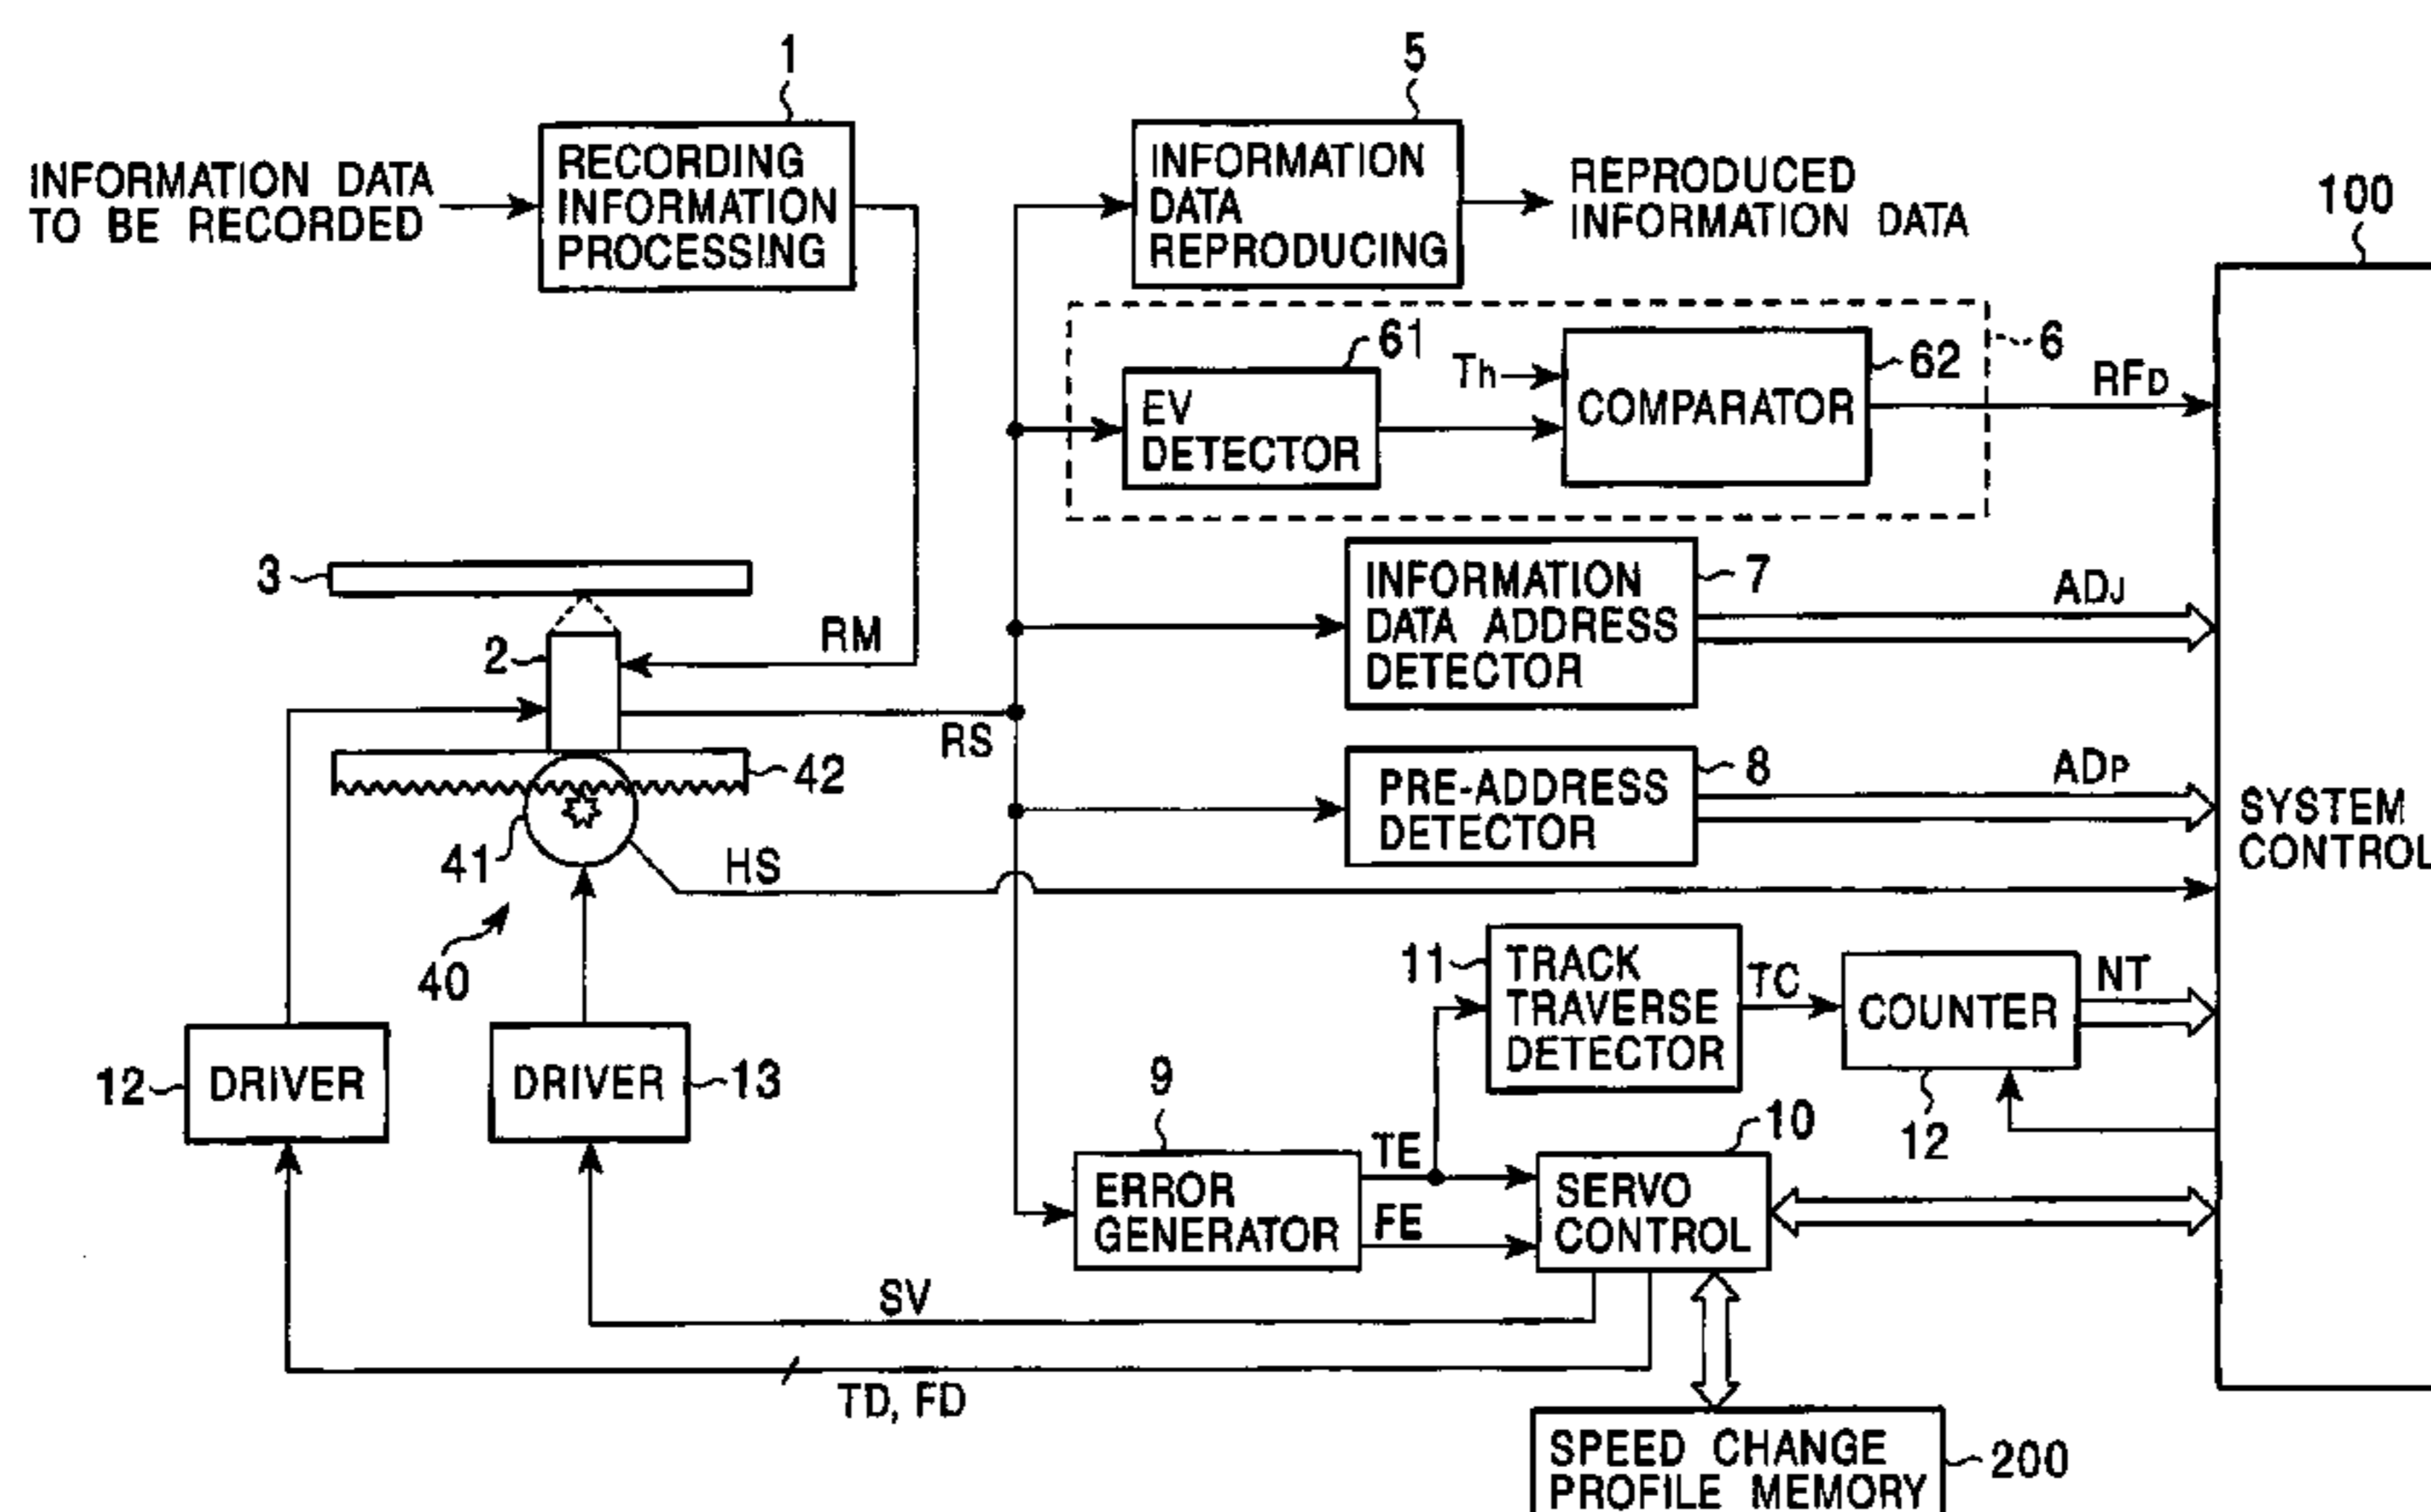 1
5
INFORMATION DATA
TO BE RECORDED
RECORDING
INFORMATION
PROCESSING
INFORMATION
DATA
REPRODUCING
REPRODUCED
INFORMATION DATA
100
61
Th
62
6
RFD
EV
DETECTOR
COMPARATOR
3
INFORMATION
DATA ADDRESS
DETECTOR
7
ADJ
2
RM
RS
42
PRE-ADDRESS
DETECTOR
8
ADP
SYSTEM
CONTROL
41
HS
40
11
TRACK
TRAVERSE
DETECTOR
TC
COUNTER
NT
12
12
DRIVER
DRIVER
13
9
10
ERROR
GENERATOR
TE
FE
SERVO
CONTROL
SV
TD, FD
SPEED CHANGE
PROFILE MEMORY
200